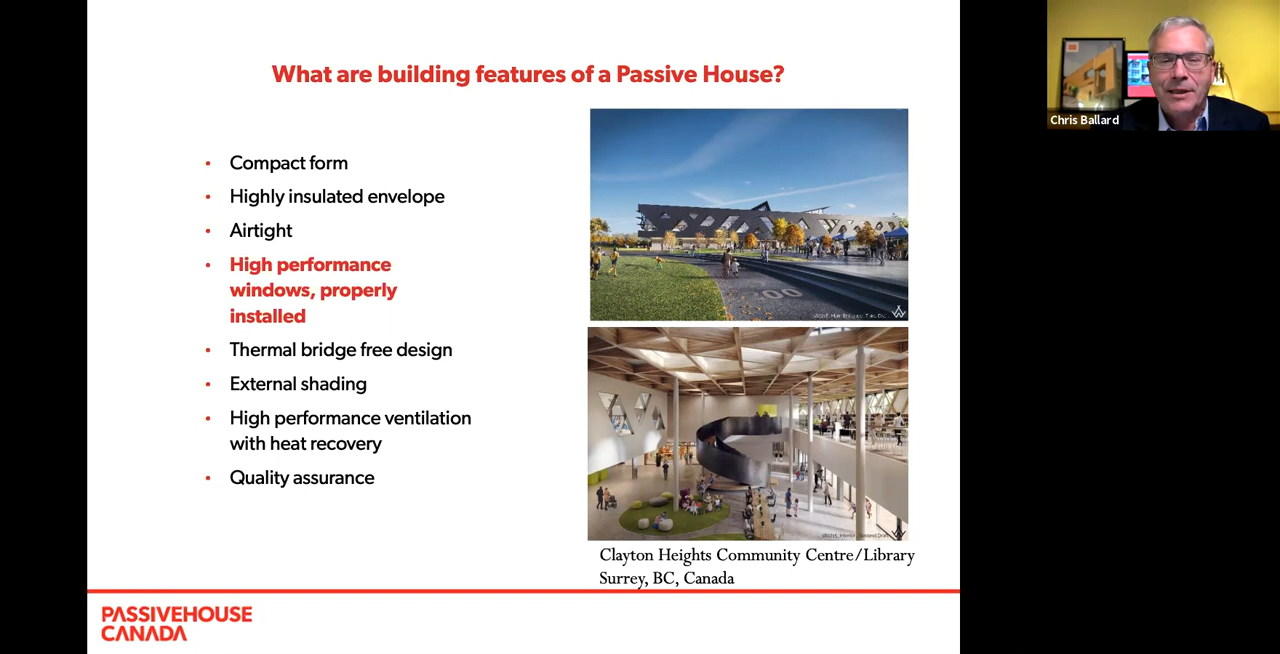 What are building features of a Passive House?
• Compact form
• Highly insulated envelope
• Airtight
• High performance
windows, properly
installed
• Thermal bridge free design
• External shading
• High performance ventilation
with heat recovery
• Quality assurance
00
Clayton Heights Community Centre/Library
Surrey, BC, Canada
PASSIVEHOUSE
CANADA
Chris Ballard